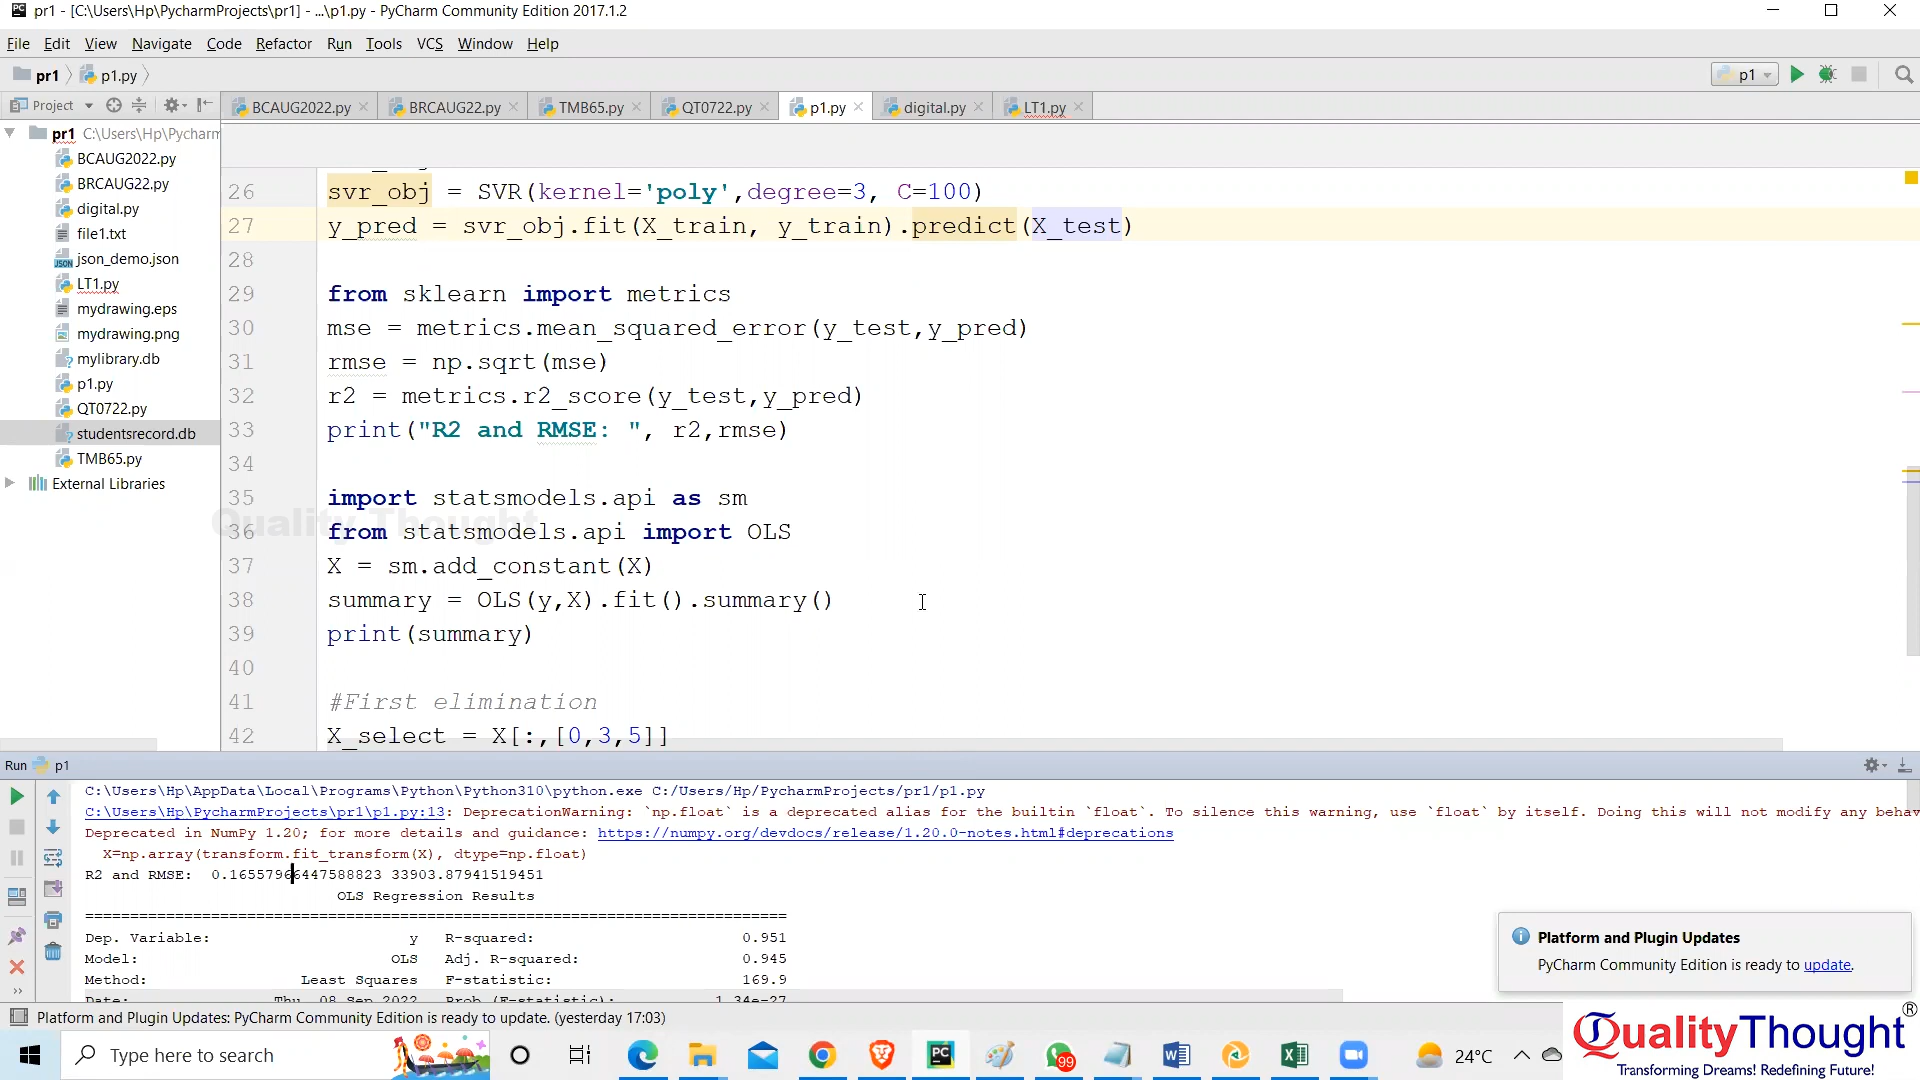 pr1 - [C:\Users\Hp\PycharmProjects\pr1] - ...\p1.py - PyCharm Community Edition 2017.1.2
File Edit View Navigate Code Refactor Run Tools VCS Window Help
pr1 p1.py p1
Project BCAUG2022.py BRCAUG22.py TMB65.py QT0722.py p1.py digital.py LT1.py
pr1 C:\Users\Hp\Pycharm
BCAUG2022.py
BRCAUG22.py
digital.py
file1.txt
json_demo.json
LT1.py
mydrawing.eps
mydrawing.png
mylibrary.db
p1.py
QT0722.py
studentsrecord.db
TMB65.py
External Libraries
26 svr_obj = SVR(kernel='poly',degree=3, C=100)
27 y_pred = svr_obj.fit(X_train, y_train).predict(X_test)
28
29 from sklearn import metrics
30 mse = metrics.mean_squared_error(y_test,y_pred)
31 rmse = np.sqrt(mse)
32 r2 = metrics.r2_score(y_test,y_pred)
33 print("R2 and RMSE: ", r2,rmse)
34
35 import statsmodels.api as sm
Quality Thought
36 from statsmodels.api import OLS
37 X = sm.add_constant(X)
38 summary = OLS(y,X).fit().summary()
39 print(summary)
40
41 #First elimination
42 X_select = X[:,[0,3,5]]
Run p1
C:\Users\Hp\AppData\Local\Programs\Python\Python310\python.exe C:/Users/Hp/PycharmProjects/pr1/p1.py
C:\Users\Hp\PycharmProjects\pr1\p1.py:13: DeprecationWarning: `np.float` is a deprecated alias for the builtin `float`. To silence this warning, use `float` by itself. Doing this will not modify any behav
Deprecated in NumPy 1.20; for more details and guidance: https://numpy.org/devdocs/release/1.20.0-notes.html#deprecations
X=np.array(transform.fit_transform(X), dtype=np.float)
R2 and RMSE: 0.16557966447588823 33903.87941519451
OLS Regression Results
==============================================================================
Dep. Variable: y R-squared: 0.951
Model: OLS Adj. R-squared: 0.945
Method: Least Squares F-statistic: 169.9
Date: Thu, 08 Sep 2022 Prob (F-statistic): 1.34e-27
Platform and Plugin Updates
PyCharm Community Edition is ready to update.
Platform and Plugin Updates: PyCharm Community Edition is ready to update. (yesterday 17:03)
Type here to search
99
24°C
QualityThought ®
Transforming Dreams! Redefining Future!